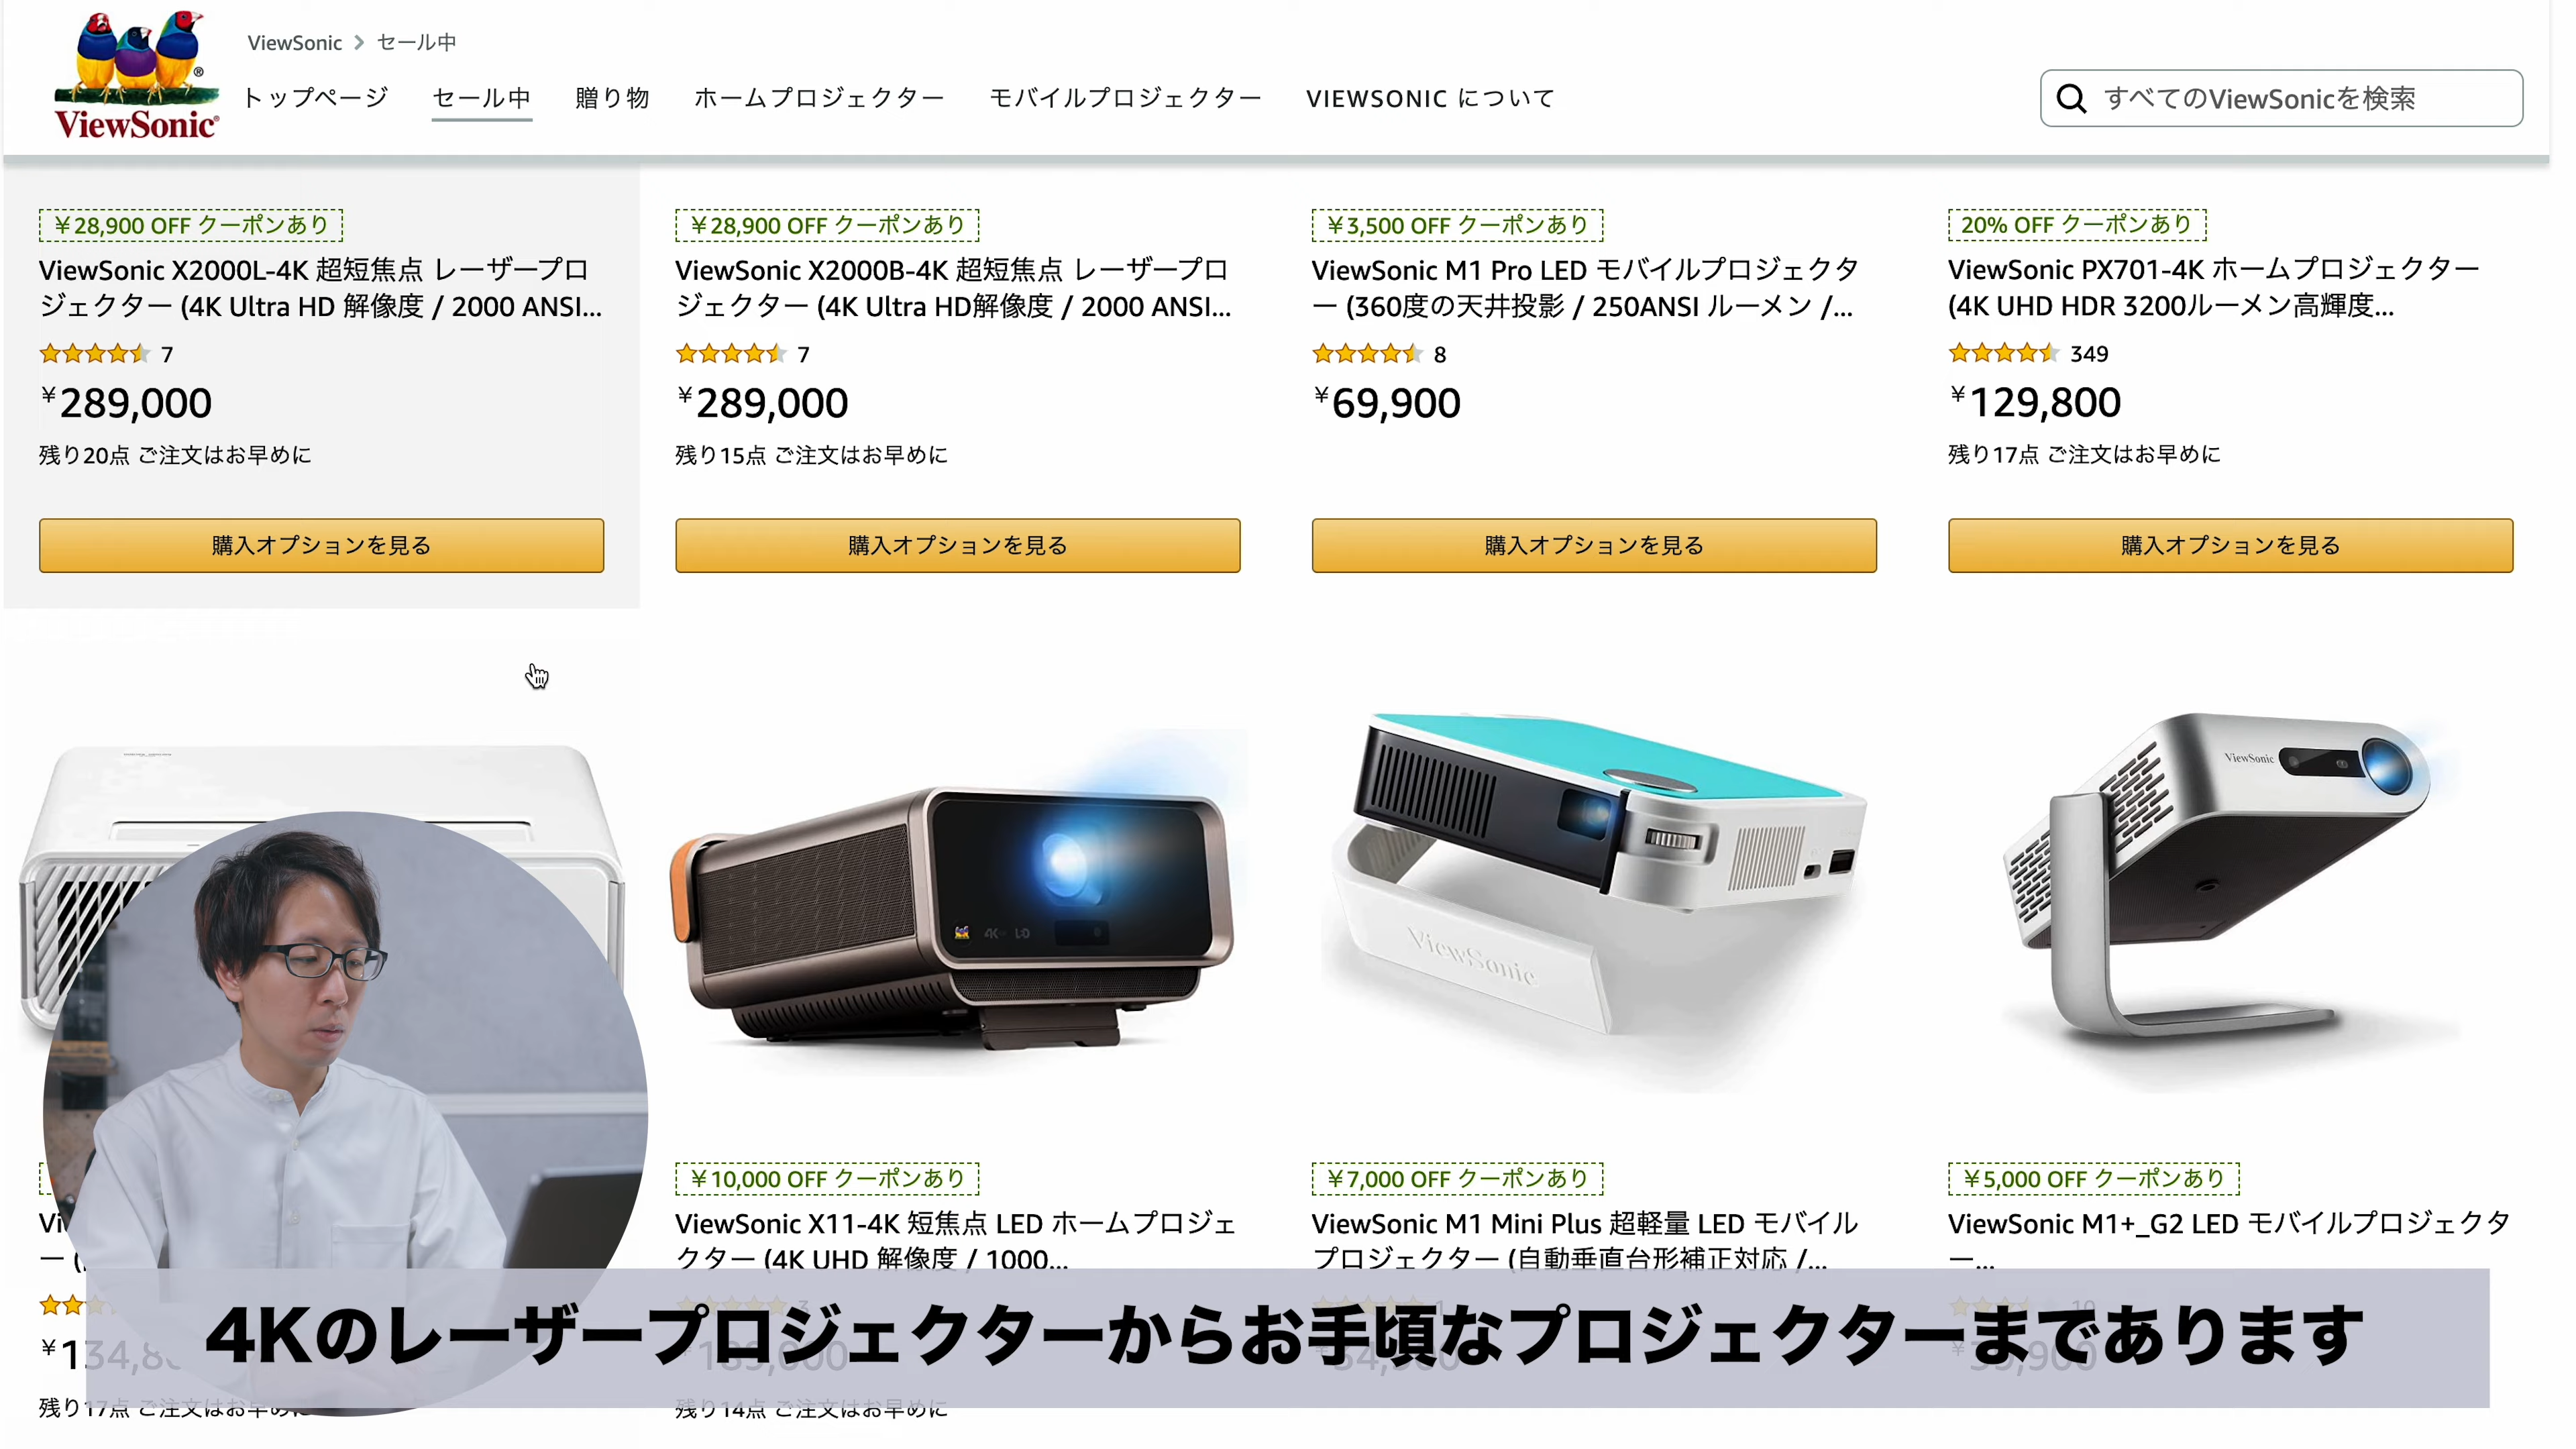 ViewSonic > セール中
ViewSonic®
トップページ セール中 贈り物 ホームプロジェクター モバイルプロジェクター VIEWSONIC について
すべてのViewSonicを検索
￥28,900 OFF クーポンあり
ViewSonic X2000L-4K 超短焦点 レーザープロ
ジェクター (4K Ultra HD 解像度 / 2000 ANSI...
7
￥289,000
残り20点 ご注文はお早めに
購入オプションを見る
￥28,900 OFF クーポンあり
ViewSonic X2000B-4K 超短焦点 レーザープロ
ジェクター (4K Ultra HD解像度 / 2000 ANSI...
7
￥289,000
残り15点 ご注文はお早めに
購入オプションを見る
￥3,500 OFF クーポンあり
ViewSonic M1 Pro LED モバイルプロジェクタ
ー (360度の天井投影 / 250ANSI ルーメン /...
8
￥69,900
購入オプションを見る
20% OFF クーポンあり
ViewSonic PX701-4K ホームプロジェクター
(4K UHD HDR 3200ルーメン高輝度...
349
￥129,800
残り17点 ご注文はお早めに
購入オプションを見る
ViewSonic
ViewSonic
￥10,000 OFF クーポンあり
ViewSonic X11-4K 短焦点 LED ホームプロジェ
クター (4K UHD 解像度 / 1000...
残り14点 ご注文はお早めに
￥7,000 OFF クーポンあり
ViewSonic M1 Mini Plus 超軽量 LED モバイル
プロジェクター (自動垂直台形補正対応 /...
￥5,000 OFF クーポンあり
ViewSonic M1+_G2 LED モバイルプロジェクタ
ー...
残り17点 ご注文はお早め
4Kのレーザープロジェクターからお手頃なプロジェクターまであります